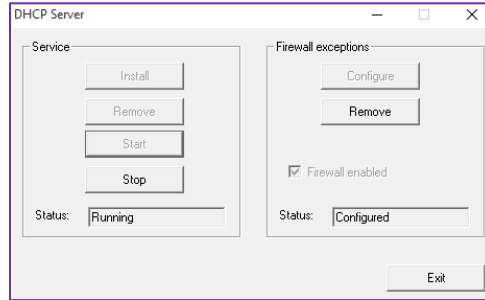 DHCP Server
Service
Install
Remove
Start
Stop
Status: Running
Firewall exceptions
Configure
Remove
Firewall enabled
Status: Configured
Exit